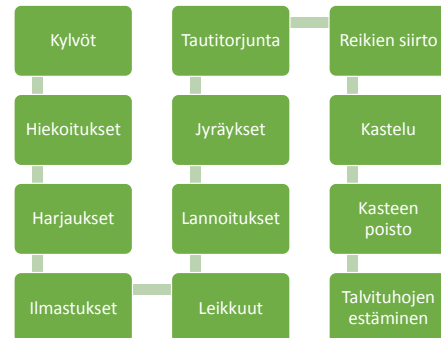 Kylvöt
Hiekoitukset
Harjaukset
Ilmastukset
Leikkuut
Lannoitukset
Jyräykset
Tautitorjunta
Reikien siirto
Kastelu
Kasteen
poisto
Talvituhojen
estäminen